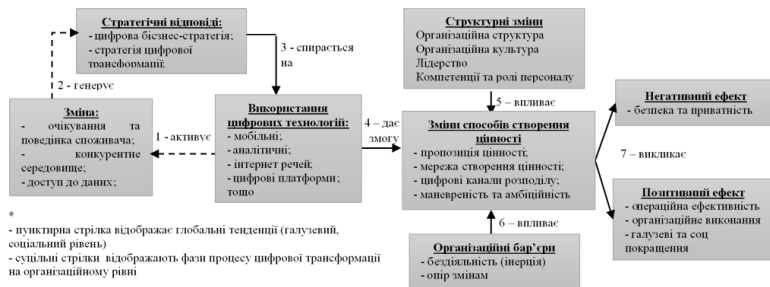 Стратегічні відповіді:
- цифрова бізнес-стратегія;
- стратегія цифрової
трансформації;
2 - генерує
3 - спирається
на
Зміна:
- очікування та
поведінка споживача;
- конкурентне
середовище;
- доступ до даних;
1 - активує
Використання
цифрових технологій:
- мобільні;
- аналітичні;
- інтернет речей;
- цифрові платформи;
тощо
4 – дає
змогу
Структурні зміни
Організаційна структура
Організаційна культура
Лідерство
Компетенції та ролі персоналу
5 – впливає
Зміни способів створення
цінності
- пропозиція цінності;
- мережа створення цінності;
- цифрові канали розподілу;
- маневреність та амбіційність
6 – впливає
Організаційні бар’єри
- бездіяльність (інерція)
- опір змінам
Негативний ефект
- безпека та приватність
7 – викликає
Позитивний ефект
- операційна ефективність
- організаційне виконання
- галузеві та соц
покращення
*
- пунктирна стрілка відображає глобальні тенденції (галузевий,
соціальний рівень)
- суцільні стрілки відображають фази процесу цифрової трансформації
на організаційному рівні